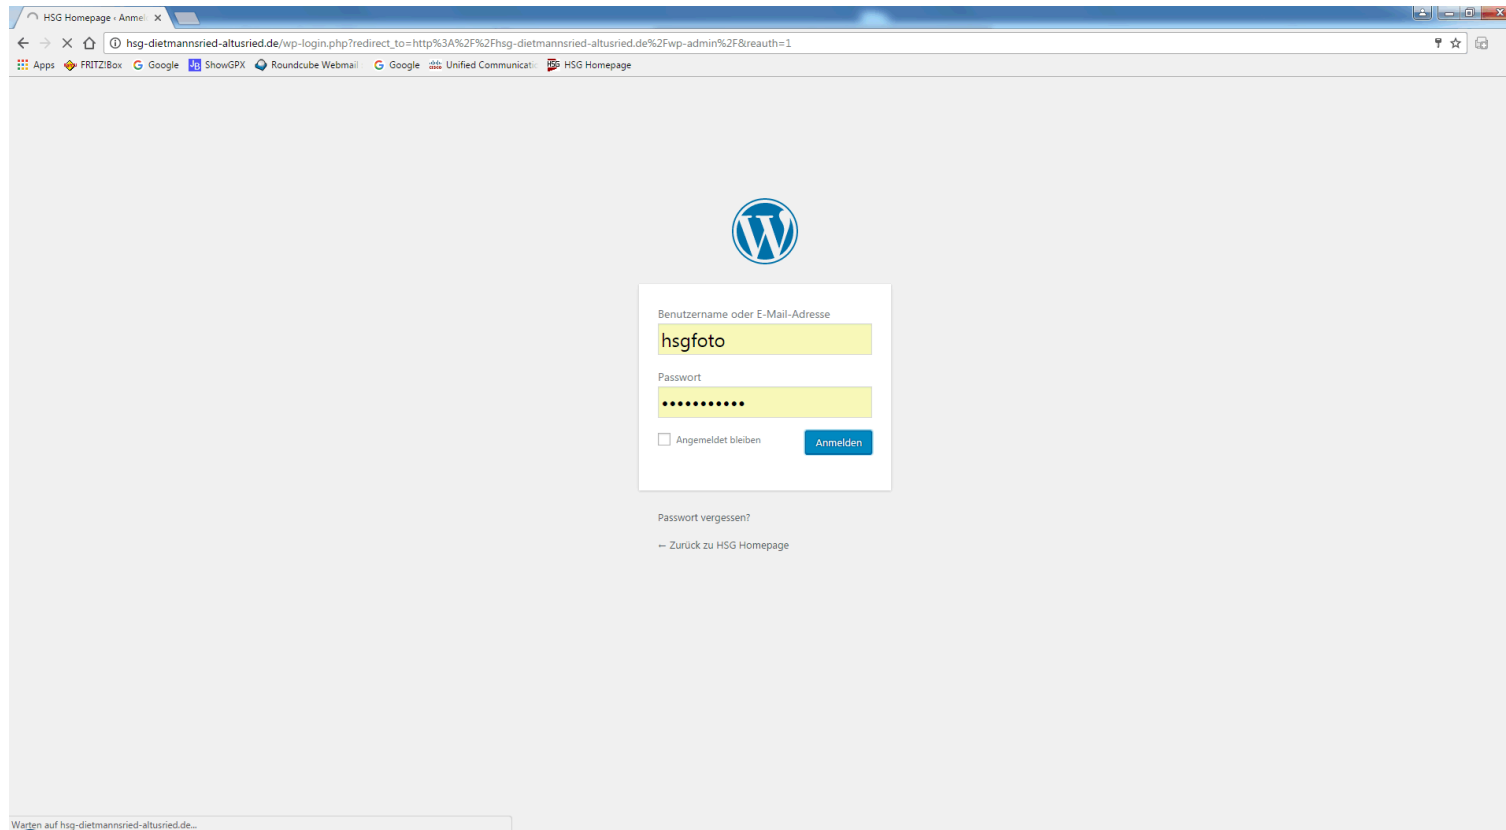 HSG Homepage ‹ Anmel
hsg-dietmannsried-altusried.de/wp-login.php?redirect_to=http%3A%2F%2Fhsg-dietmannsried-altusried.de%2Fwp-admin%2F&reauth=1
Apps FRITZ!Box Google JB ShowGPX Roundcube Webmail Google Unified Communicatio HSG HSG Homepage
W
Benutzername oder E-Mail-Adresse
hsgfoto
Passwort
•••••••••••
Angemeldet bleiben Anmelden
Passwort vergessen?
← Zurück zu HSG Homepage
Warten auf hsg-dietmannsried-altusried.de...